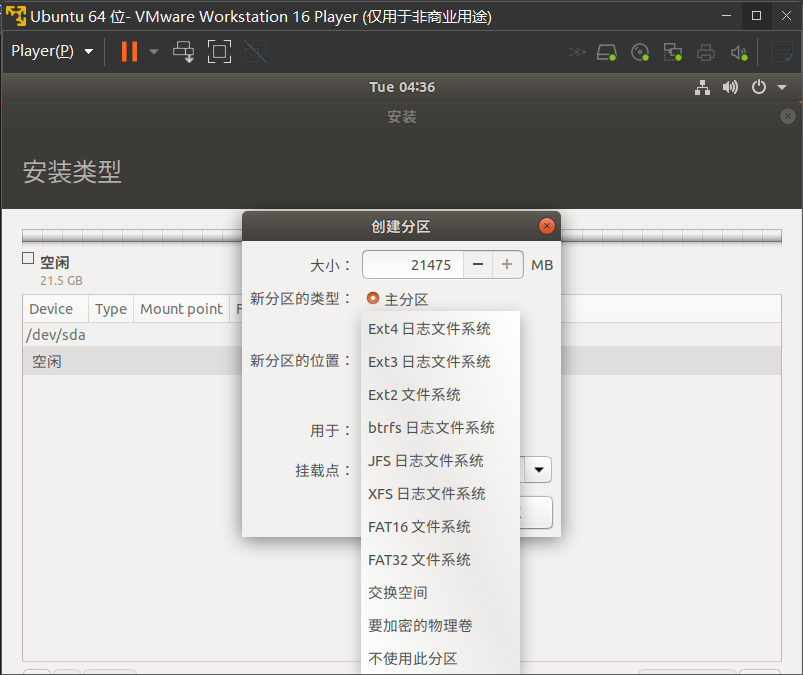 Ubuntu 64 位- VMware Workstation 16 Player (仅用于非商业用途)
Player(P)
Tue 04:36
安装
安装类型
创建分区
大小：
21475
MB
空闲
21.5 GB
新分区的类型：
主分区
Device
Type
Mount point
/dev/sda
空闲
新分区的位置：
用于：
挂载点：
Ext4 日志文件系统
Ext3 日志文件系统
Ext2 文件系统
btrfs 日志文件系统
JFS 日志文件系统
XFS 日志文件系统
FAT16 文件系统
FAT32 文件系统
交换空间
要加密的物理卷
不使用此分区